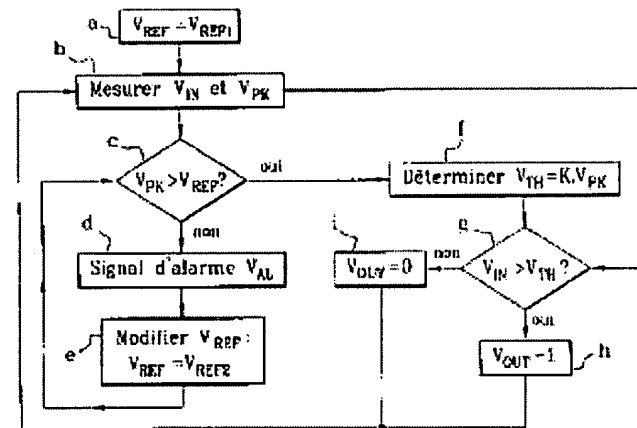 a
V_REF = V_REF1
b
Mesurer V_IN et V_PK
c
V_PK > V_REF?
oui
non
d
Signal d'alarme V_AL
e
Modifier V_REF :
V_REF = V_REF2
f
Déterminer V_TH = K.V_PK
g
V_IN > V_TH ?
non
oui
i
V_OUT = 0
V_OUT = 1
h